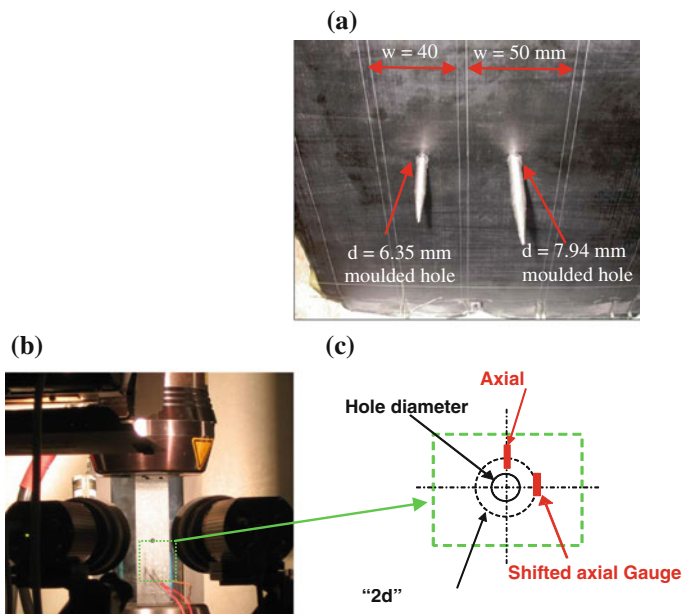 (a)
w = 40
w = 50 mm
d = 6.35 mm
moulded hole
d = 7.94 mm
moulded hole
(b)
(c)
Axial
Hole diameter
Shifted axial Gauge
“2d”